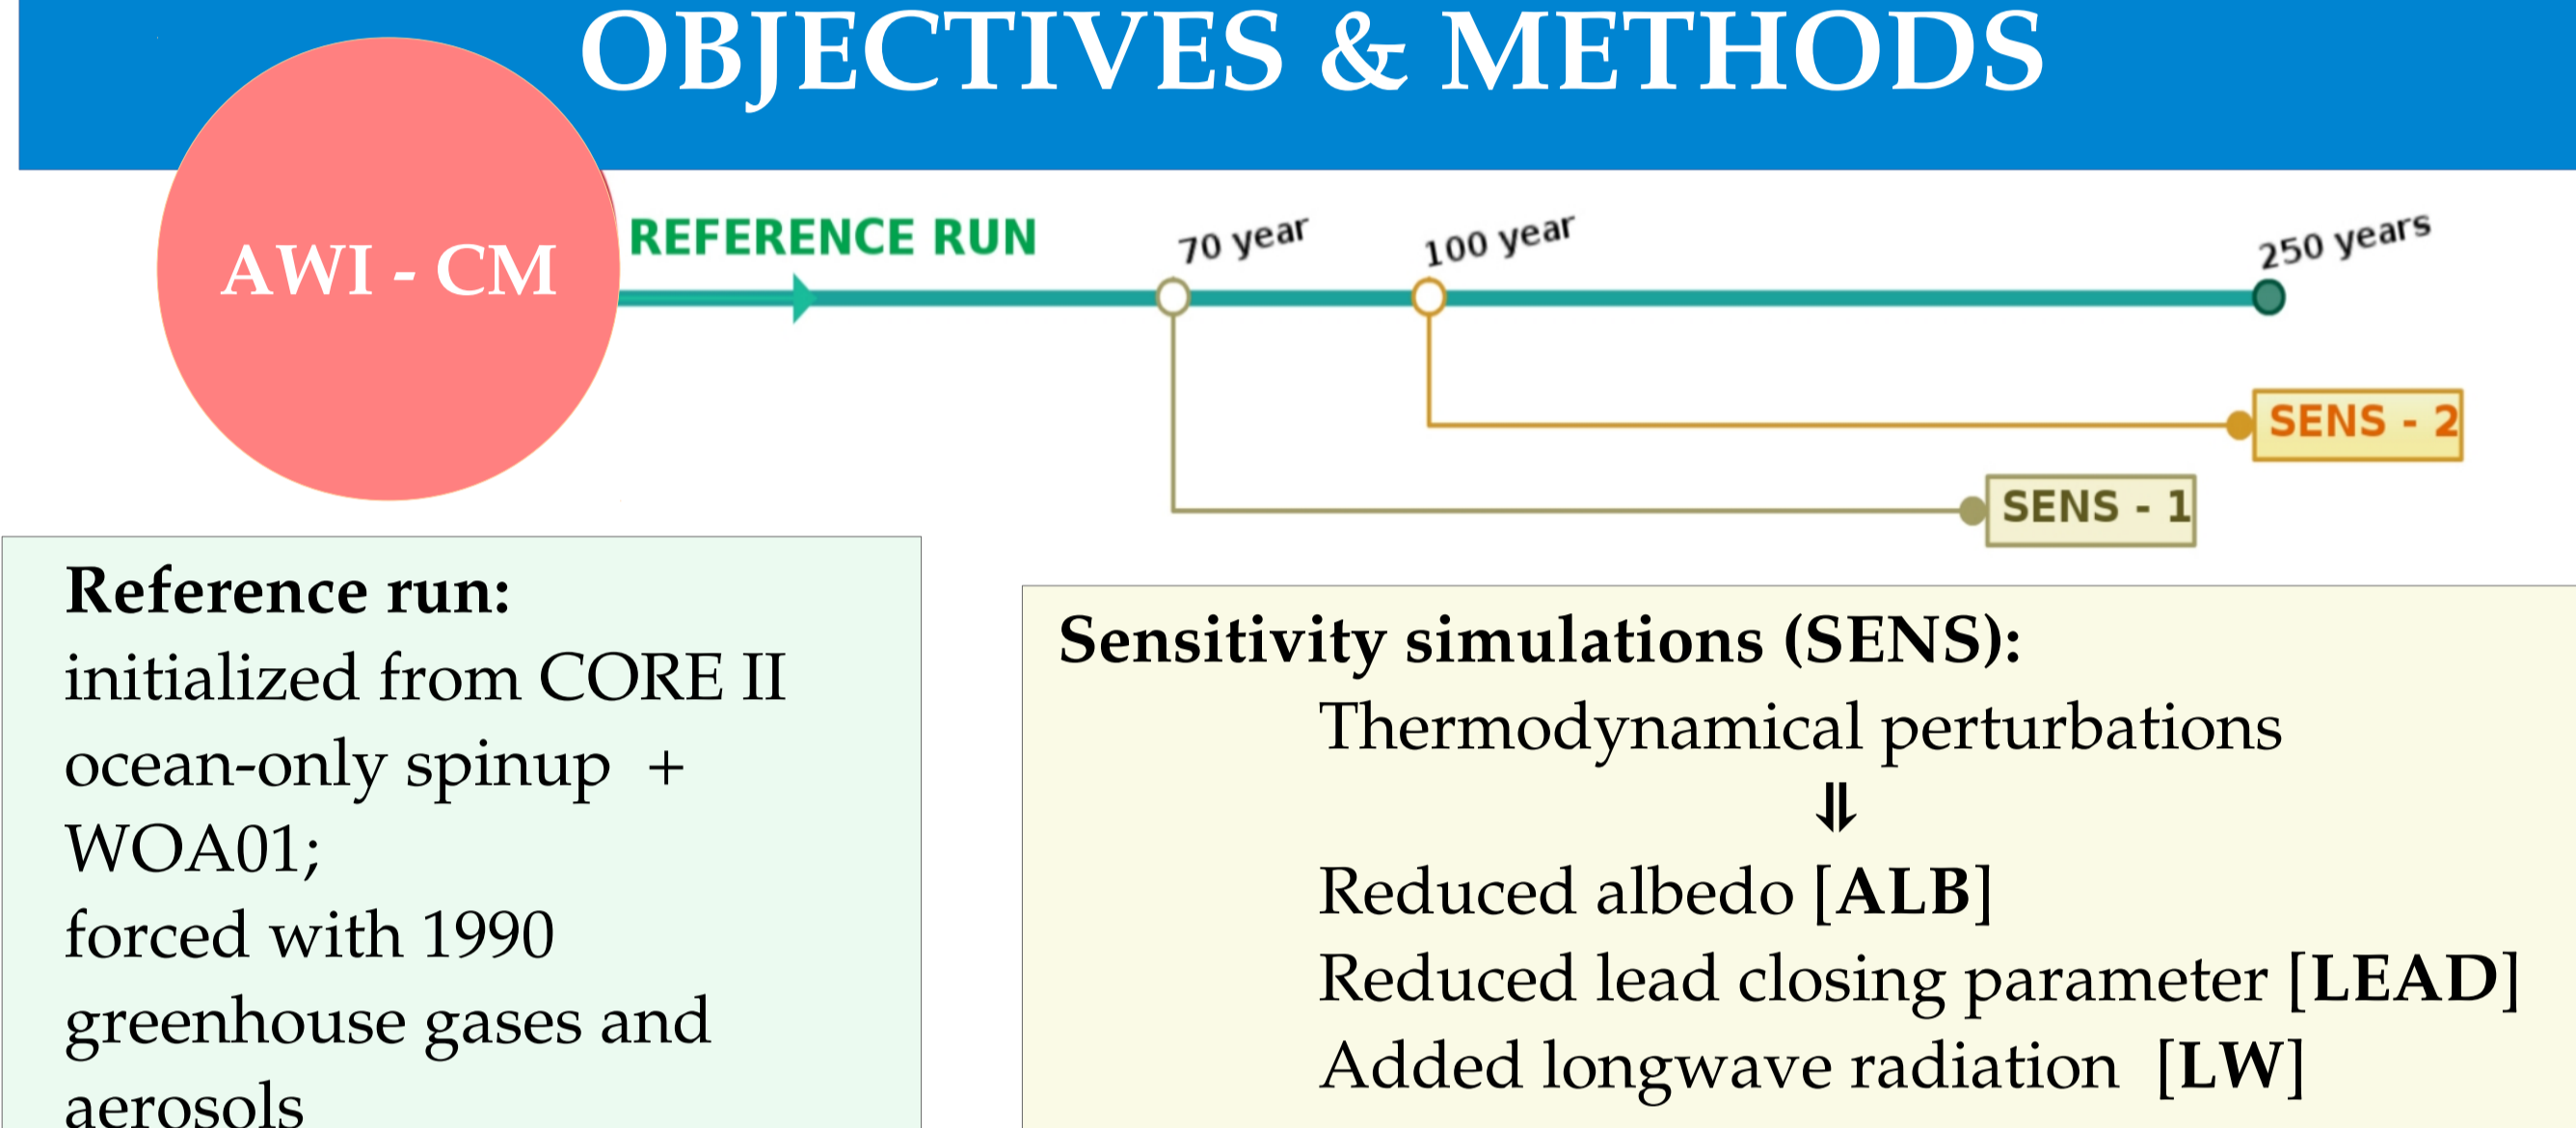 OBJECTIVES & METHODS
AWI - CM
REFERENCE RUN
70 year
100 year
250 years
SENS - 2
SENS - 1
Reference run:
initialized from CORE II
ocean-only spinup +
WOA01;
forced with 1990
greenhouse gases and
aerosols
Sensitivity simulations (SENS):
Thermodynamical perturbations
⇓
Reduced albedo [ALB]
Reduced lead closing parameter [LEAD]
Added longwave radiation [LW]